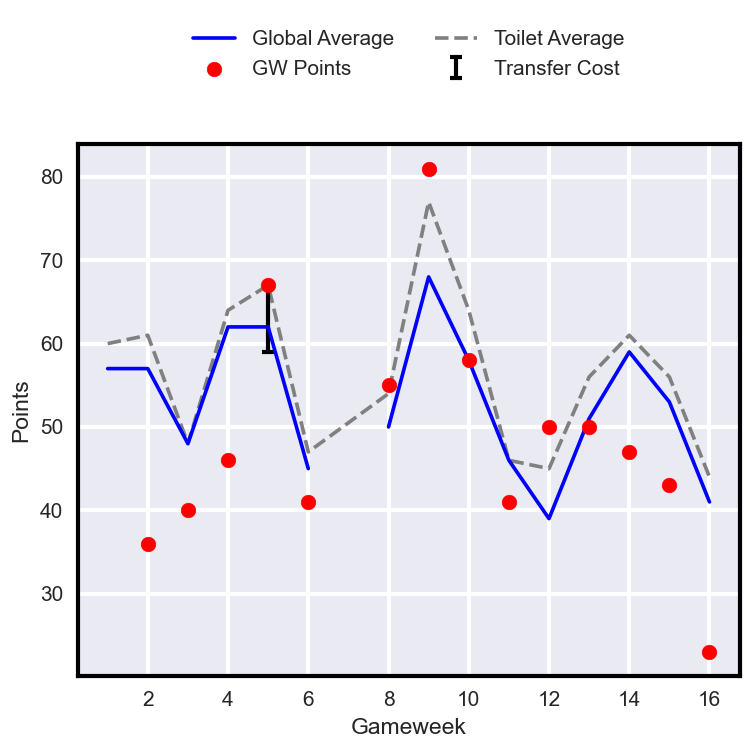 Global Average
Toilet Average
GW Points
Transfer Cost
80
70
60
50
40
30
Points
2 4 6 8 10 12 14 16
Gameweek